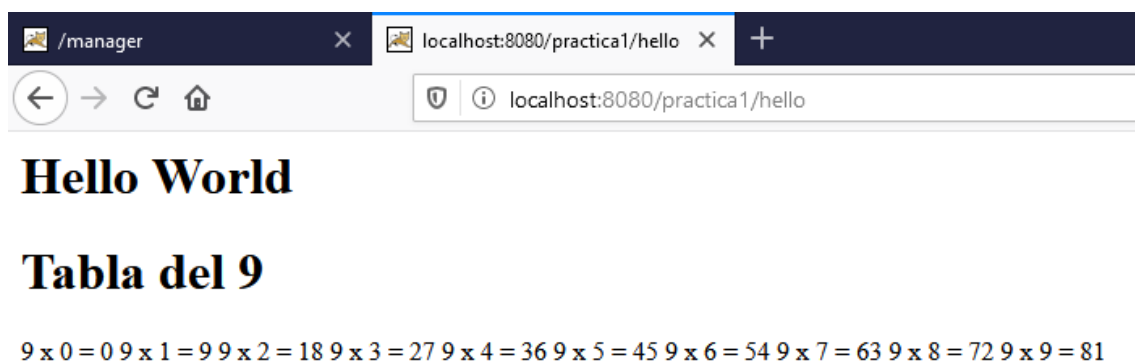 /manager
localhost:8080/practica1/hello
localhost:8080/practica1/hello
Hello World
Tabla del 9
9 x 0 = 0 9 x 1 = 9 9 x 2 = 18 9 x 3 = 27 9 x 4 = 36 9 x 5 = 45 9 x 6 = 54 9 x 7 = 63 9 x 8 = 72 9 x 9 = 81